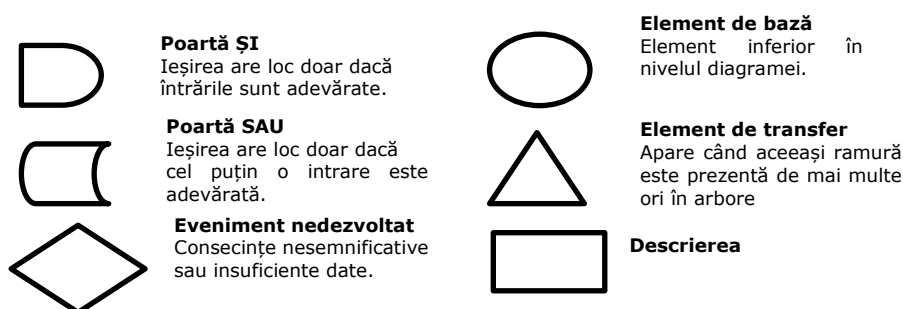 Poartă ȘI
Ieșirea are loc doar dacă
întrările sunt adevărate.
Poartă SAU
Ieșirea are loc doar dacă
cel puțin o intrare este
adevărată.
Eveniment nedezvoltat
Consecințe nesemnificative
sau insuficiente date.
Element de bază
Element inferior în
nivelul diagramei.
Element de transfer
Apare când aceeași ramură
este prezentă de mai multe
ori în arbore
Descrierea